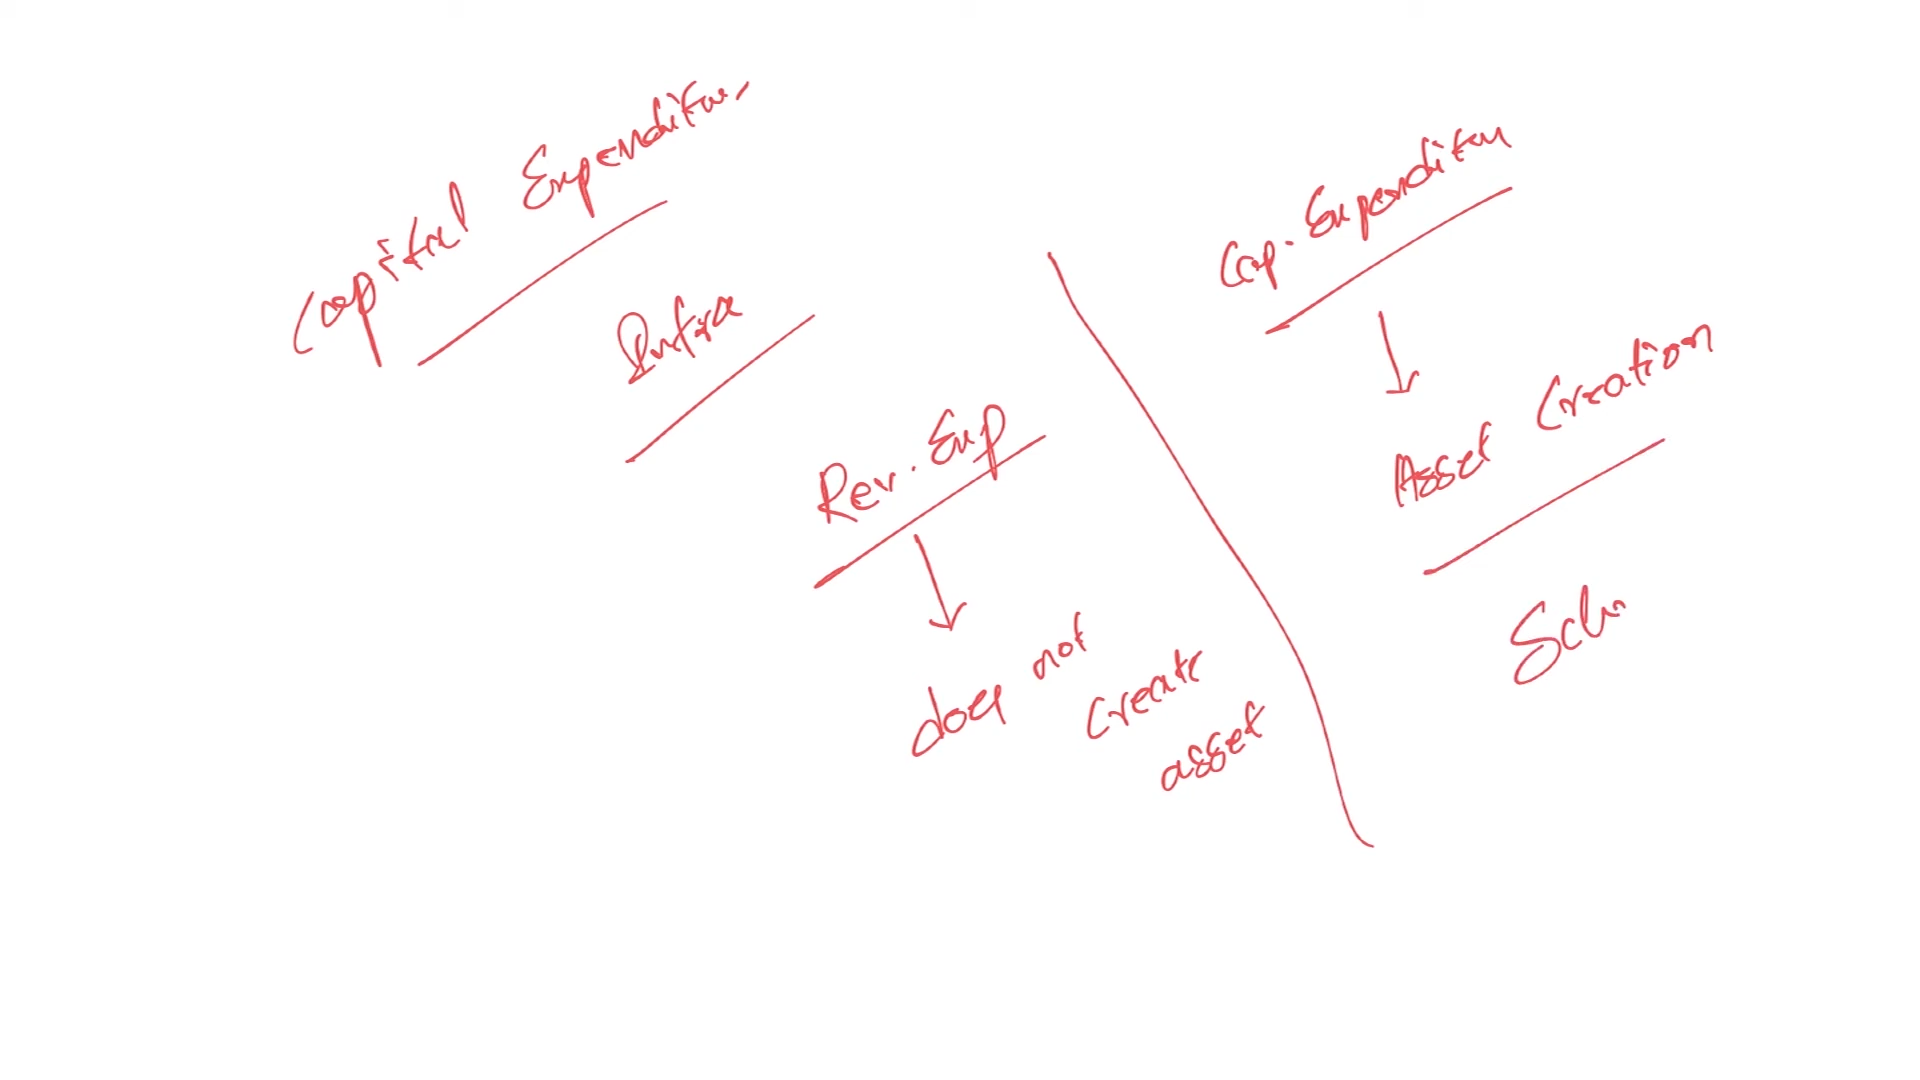 Capital Expenditure
Infra
Rev. Exp
does not
create
asset
Cap. Expenditure
Asset Creation
Sch